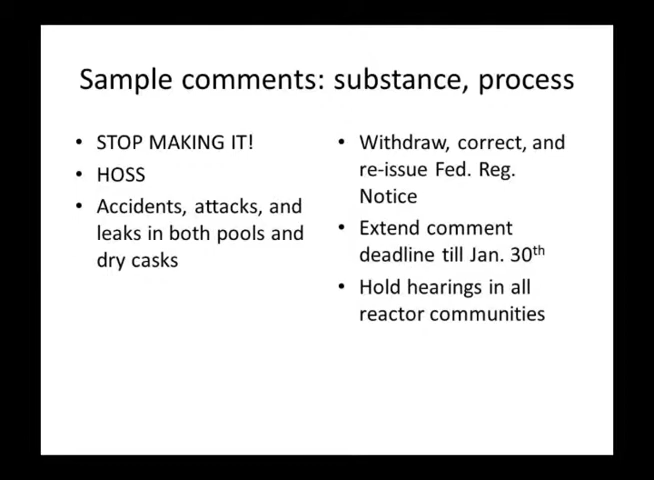 Sample comments: substance, process
• STOP MAKING IT!
• HOSS
• Accidents, attacks, and
leaks in both pools and
dry casks
• Withdraw, correct, and
re-issue Fed. Reg.
Notice
• Extend comment
deadline till Jan. 30th
• Hold hearings in all
reactor communities